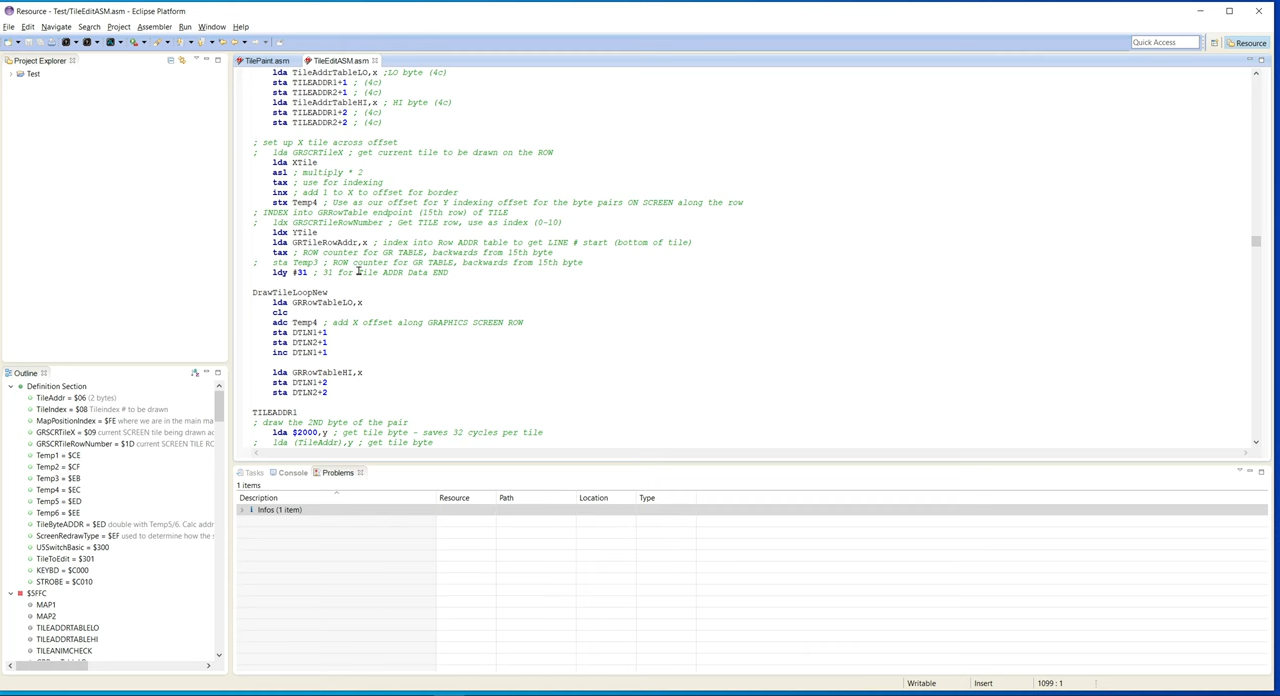 Resource - Test/TileEditASM.asm - Eclipse Platform
File Edit Navigate Search Project Assembler Run Window Help
Quick Access
Resource
Project Explorer
Test
TilePaint.asm TileEditASM.asm
lda TileAddrTableLO,x ;LO byte (4c)
sta TILEADDR1+1 ; (4c)
sta TILEADDR2+1 ; (4c)
lda TileAddrTableHI,x ; HI byte (4c)
sta TILEADDR1+2 ; (4c)
sta TILEADDR2+2 ; (4c)
; set up X tile across offset
; lda GRSCRTileX ; get current tile to be drawn on the ROW
lda XTile
asl ; multiply * 2
tax ; use for indexing
inx ; add 1 to X to offset for border
stx Temp4 ; Use as our offset for Y indexing offset for the byte pairs ON SCREEN along the row
; INDEX into GRRowTable endpoint (15th row) of TILE
; ldx GRSCRTileRowNumber ; Get TILE row, use as index (0-10)
ldx YTile
lda GRTileRowAddr,x ; index into Row ADDR table to get LINE # start (bottom of tile)
tax ; ROW counter for GR TABLE, backwards from 15th byte
; sta Temp3 ; ROW counter for GR TABLE, backwards from 15th byte
ldy #31 ; 31 for Tile ADDR Data END
DrawTileLoopNew
lda GRRowTableLO,x
clc
adc Temp4 ; add X offset along GRAPHICS SCREEN ROW
sta DTLN1+1
sta DTLN2+1
inc DTLN1+1
lda GRRowTableHI,x
sta DTLN1+2
sta DTLN2+2
TILEADDR1
; draw the 2ND byte of the pair
lda $2000,y ; get tile byte - saves 32 cycles per tile
; lda (TileAddr),y ; get tile byte
Outline
Definition Section
TileAddr = $06 (2 bytes)
TileIndex = $08 Tileindex # to be drawn
MapPositionIndex = $FE where we are in the main ma
GRSCRTileX = $09 current SCREEN tile being drawn ac
GRSCRTileRowNumber = $1D current SCREEN TILE RC
Temp1 = $CE
Temp2 = $CF
Temp3 = $EB
Temp4 = $EC
Temp5 = $ED
Temp6 = $EE
TileByteADDR = $ED double with Temp5/6. Calc addr
ScreenRedrawType = $EF used to determine how the s
U5SwitchBasic = $300
TileToEdit = $301
KEYBD = $C000
STROBE = $C010
$5FFC
MAP1
MAP2
TILEADDRTABLELO
TILEADDRTABLEHI
TILEANIMCHECK
Tasks Console Problems
1 items
Description Resource Path Location Type
Infos (1 item)
Writable Insert 1099 : 1